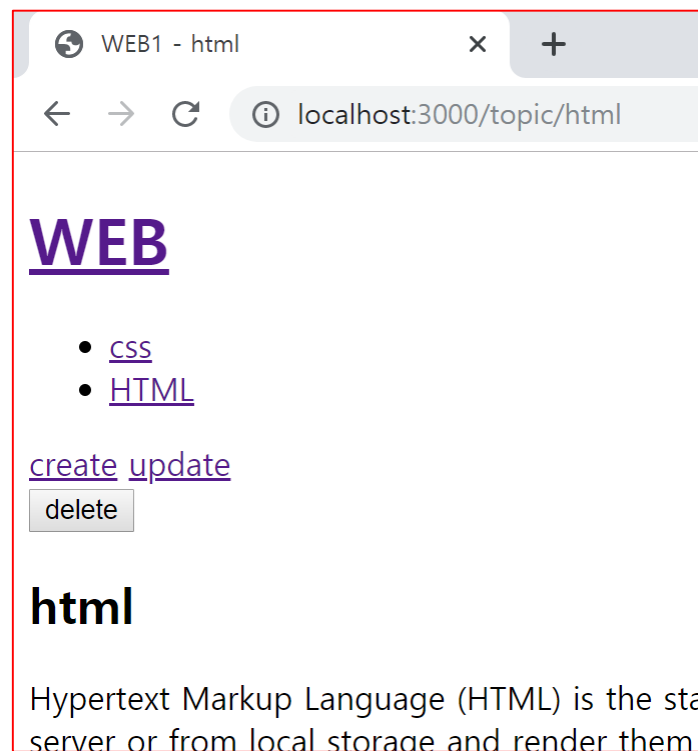 WEB1 - html
localhost:3000/topic/html
WEB
css
HTML
create update
delete
html
Hypertext Markup Language (HTML) is the sta
server or from local storage and render them